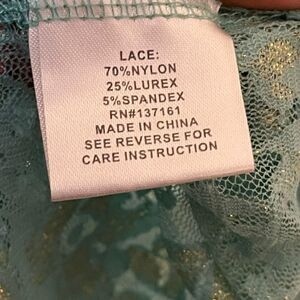 LACE:
70%NYLON
25%LUREX
5%SPANDEX
RN#137161
MADE IN CHINA
SEE REVERSE FOR
CARE INSTRUCTION